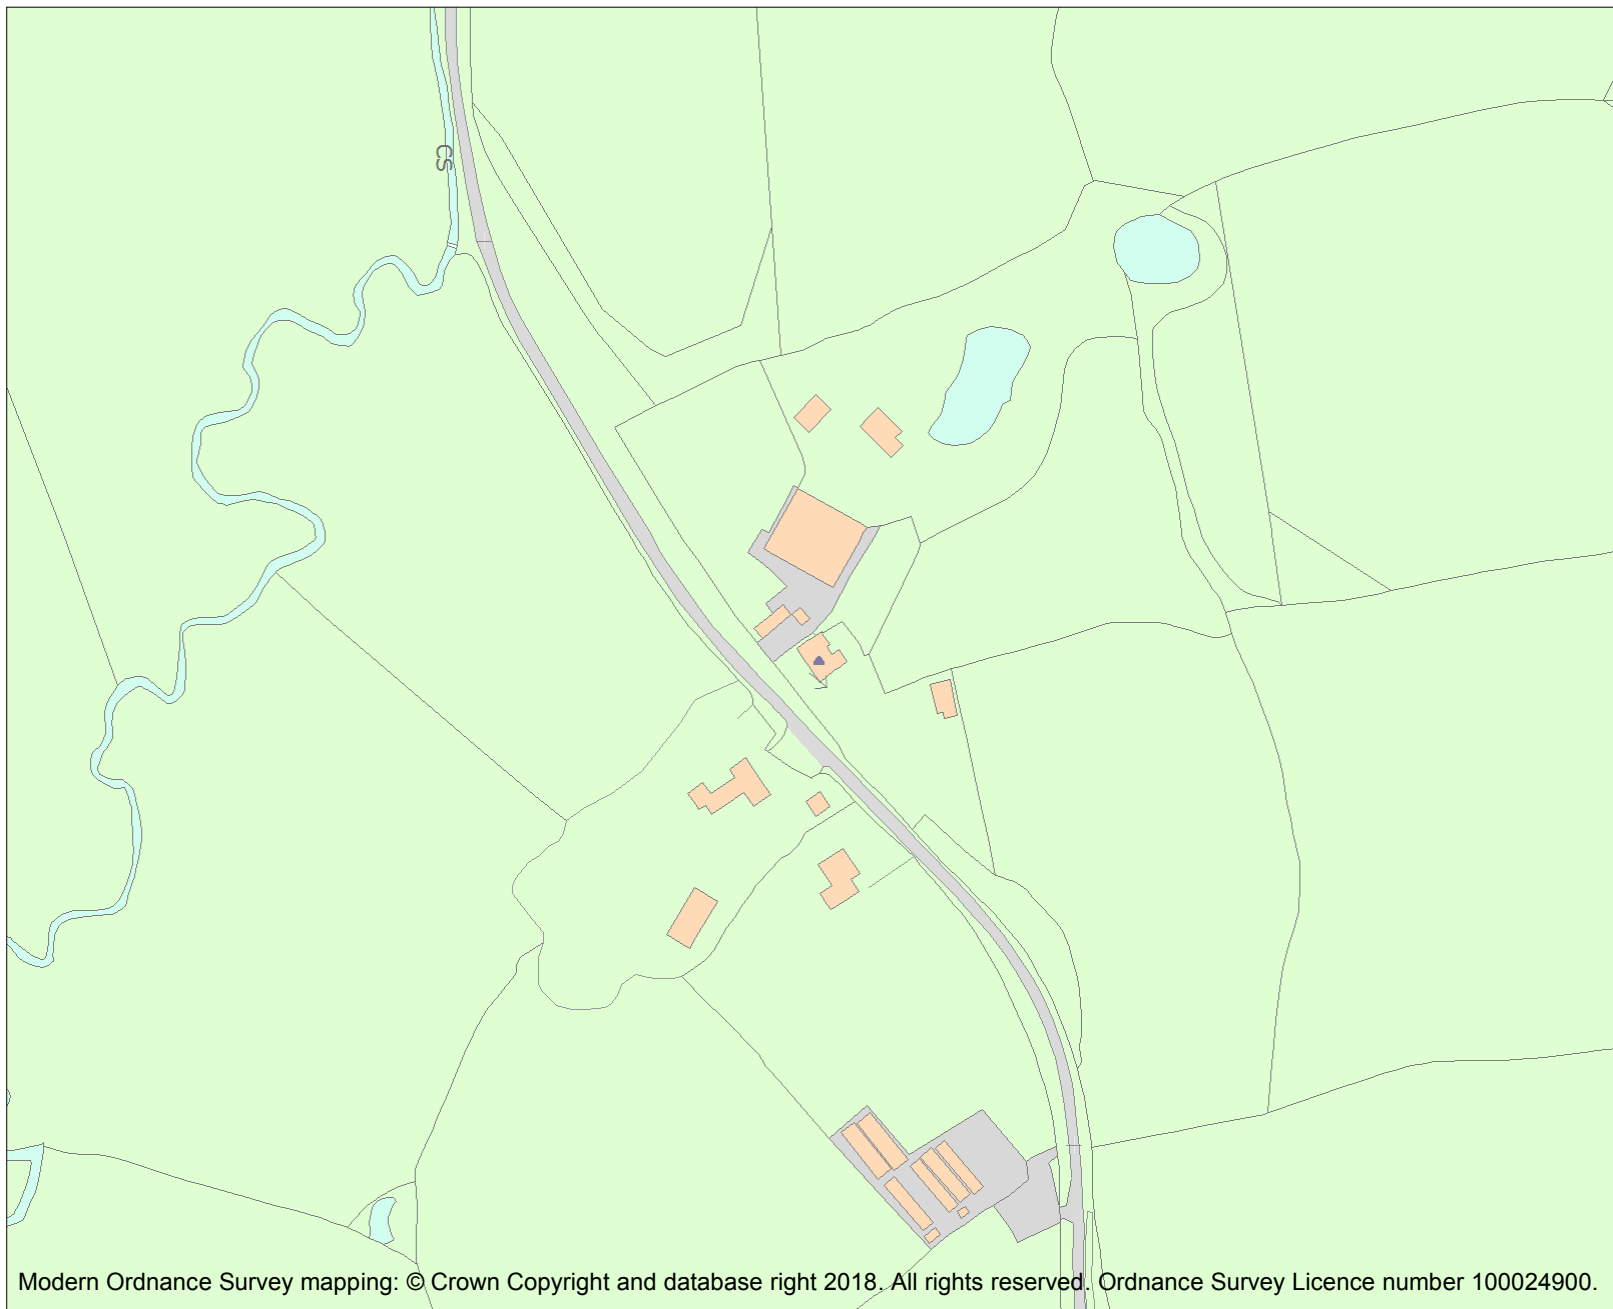 CS
Modern Ordnance Survey mapping: © Crown Copyright and database right 2018. All rights reserved. Ordnance Survey Licence number 100024900.